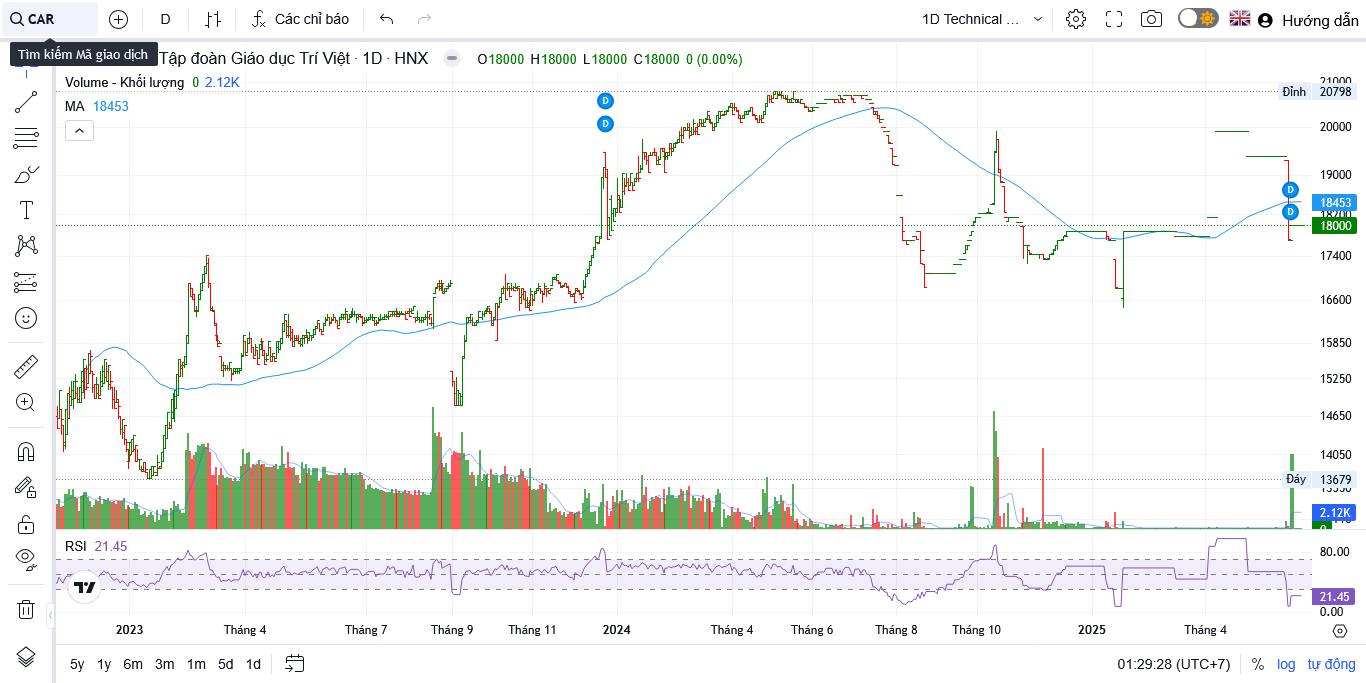 CAR
D
Các chỉ báo
1D Technical ...
Hướng dẫn
Tìm kiếm Mã giao dịch
Tập đoàn Giáo dục Trí Việt · 1D · HNX
O18000 H18000 L18000 C18000 0 (0.00%)
Volume - Khối lượng 0 2.12K
MA 18453
D
D
D
D
21000
Đỉnh 20798
20000
19000
18453
18200
18000
17400
16600
15850
15250
14650
14050
Đáy 13679
2.12K
RSI 21.45
80.00
21.45
0.00
2023 Tháng 4 Tháng 7 Tháng 9 Tháng 11 2024 Tháng 4 Tháng 6 Tháng 8 Tháng 10 2025 Tháng 4
5y 1y 6m 3m 1m 5d 1d
01:29:28 (UTC+7) % log tự động